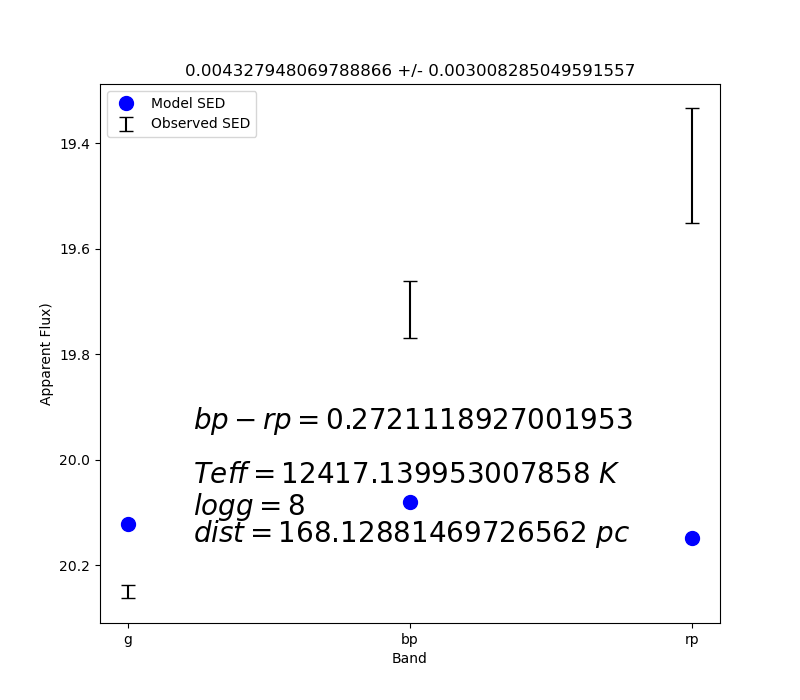 0.004327948069788866 +/- 0.003008285049591557
Model SED
Observed SED
19.4
19.6
19.8
20.0
20.2
Apparent Flux)
bp − rp = 0.2721118927001953
Teff = 12417.139953007858 K
logg = 8
dist = 168.12881469726562 pc
g
bp
rp
Band